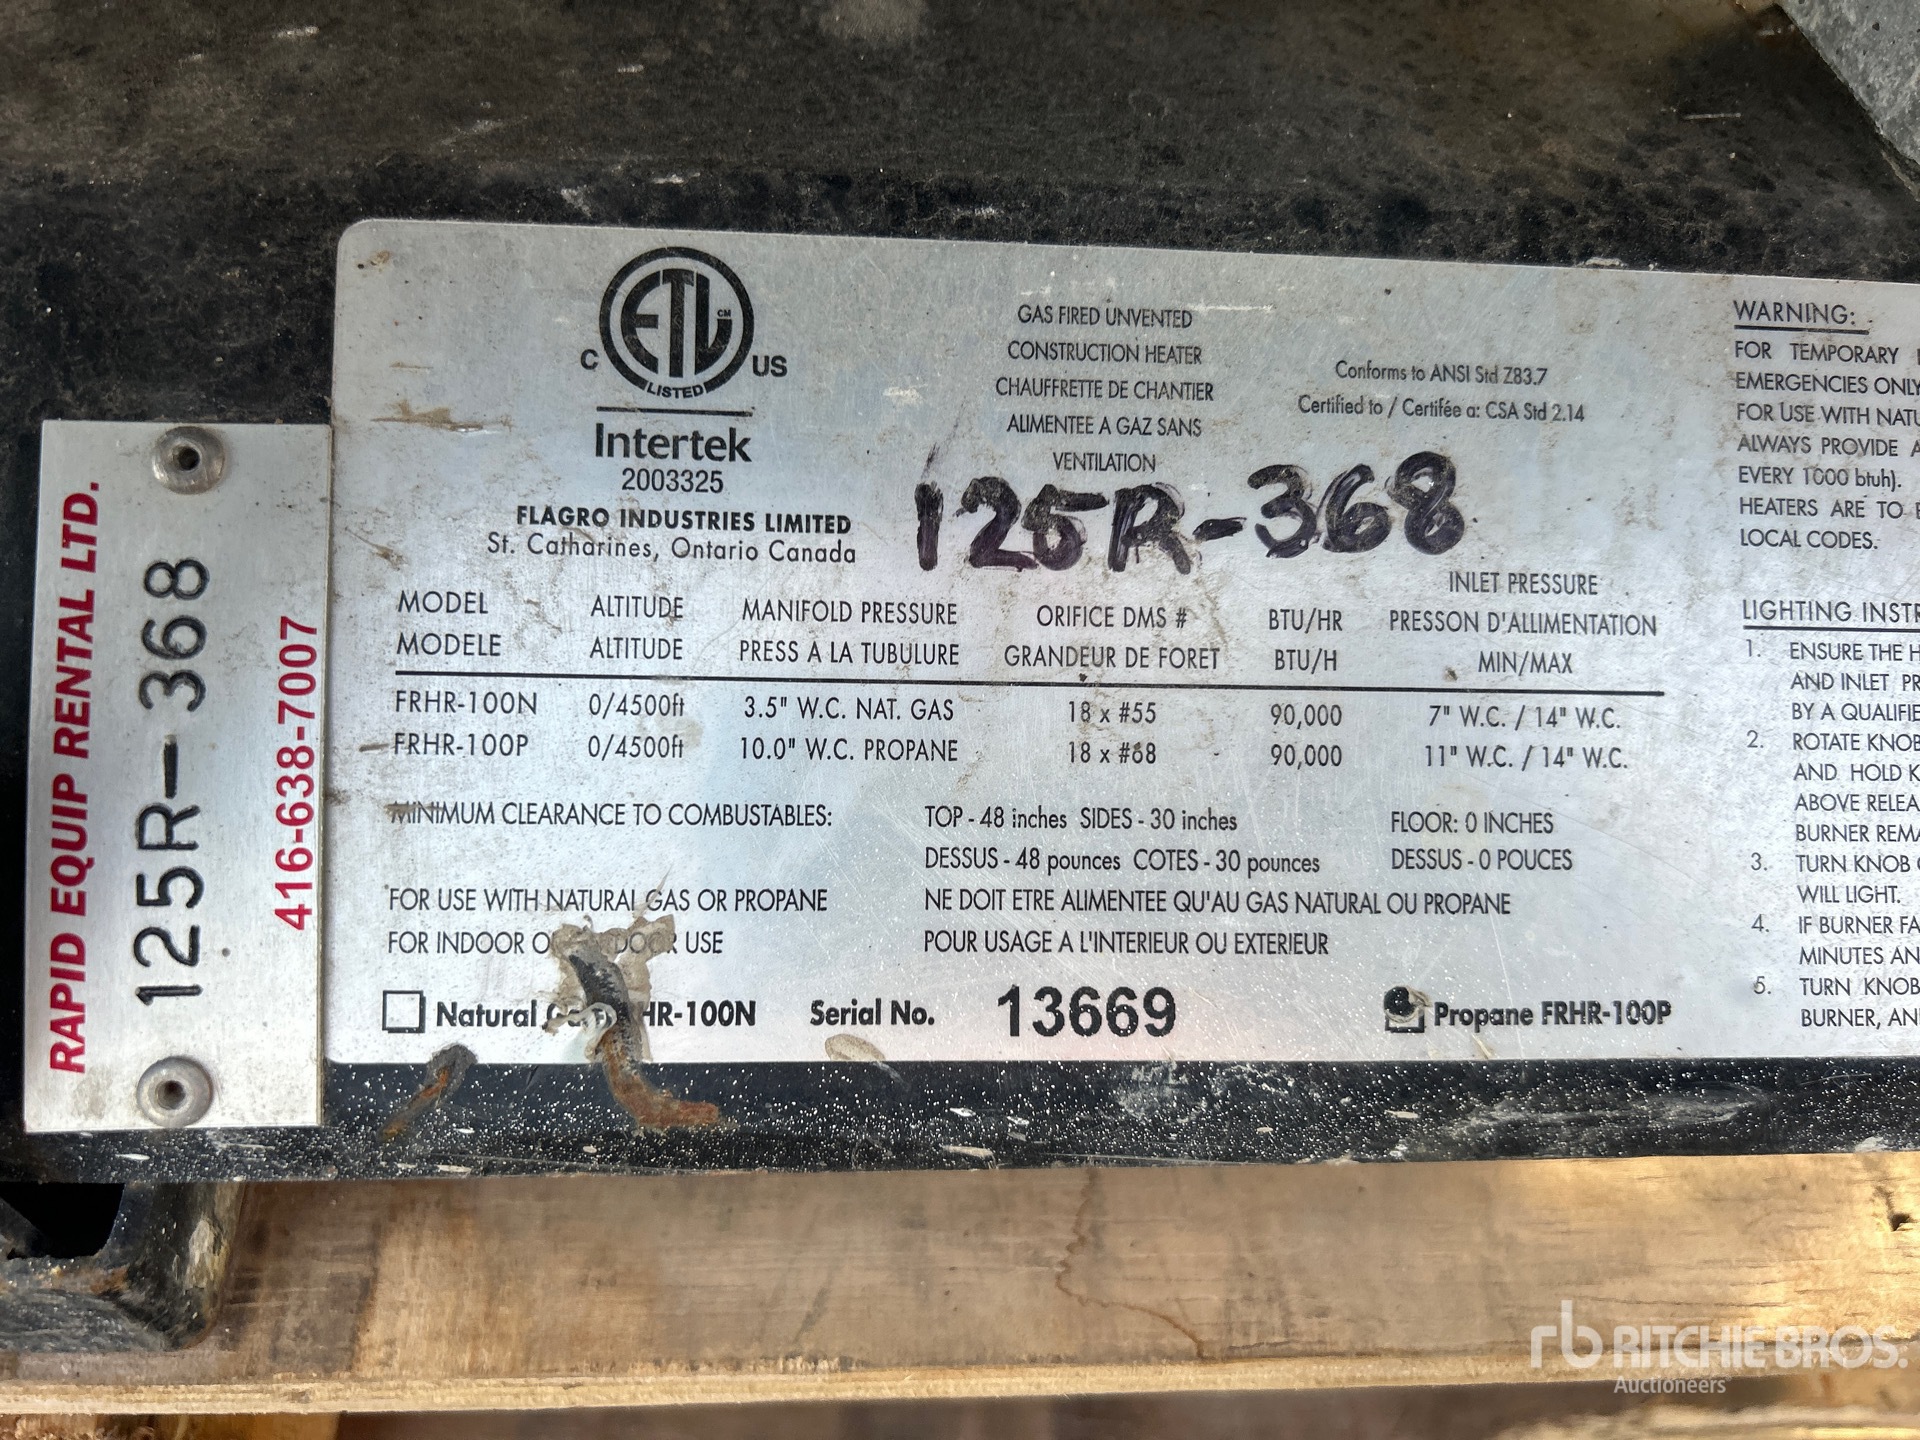 RAPID EQUIP RENTAL LTD.
125R-368
416-638-7007
ETL CM
C US
LISTED
Intertek
2003325
FLAGRO INDUSTRIES LIMITED
St. Catharines, Ontario Canada
GAS FIRED UNVENTED
CONSTRUCTION HEATER
CHAUFFRETTE DE CHANTIER
ALIMENTEE A GAZ SANS
VENTILATION
Conforms to ANSI Std Z83.7
Certified to / Certifée a: CSA Std 2.14
125R-368
MODEL ALTITUDE MANIFOLD PRESSURE ORIFICE DMS # BTU/HR INLET PRESSURE
MODELE ALTITUDE PRESS A LA TUBULURE GRANDEUR DE FORET BTU/H PRESSON D'ALLIMENTATION
MIN/MAX
FRHR-100N 0/4500ft 3.5" W.C. NAT. GAS 18 x #55 90,000 7" W.C. / 14" W.C.
FRHR-100P 0/4500ft 10.0" W.C. PROPANE 18 x #68 90,000 11" W.C. / 14" W.C.
MINIMUM CLEARANCE TO COMBUSTABLES: TOP - 48 inches SIDES - 30 inches FLOOR: 0 INCHES
DESSUS - 48 pounces COTES - 30 pounces DESSUS - 0 POUCES
FOR USE WITH NATURAL GAS OR PROPANE NE DOIT ETRE ALIMENTEE QU'AU GAS NATURAL OU PROPANE
FOR INDOOR USE POUR USAGE A L'INTERIEUR OU EXTERIEUR
Natural HR-100N Serial No. 13669 Propane FRHR-100P
WARNING:
FOR TEMPORARY
EMERGENCIES ONLY
FOR USE WITH NATU
ALWAYS PROVIDE A
EVERY 1000 btuh).
HEATERS ARE TO
LOCAL CODES.
LIGHTING INSTR
1. ENSURE THE H
AND INLET PR
BY A QUALIFIE
2. ROTATE KNOB
AND HOLD K
ABOVE RELEA
BURNER REMA
3. TURN KNOB
WILL LIGHT.
4. IF BURNER FA
MINUTES AN
5. TURN KNOB
BURNER, AN
rb RITCHIE BROS.
Auctioneers